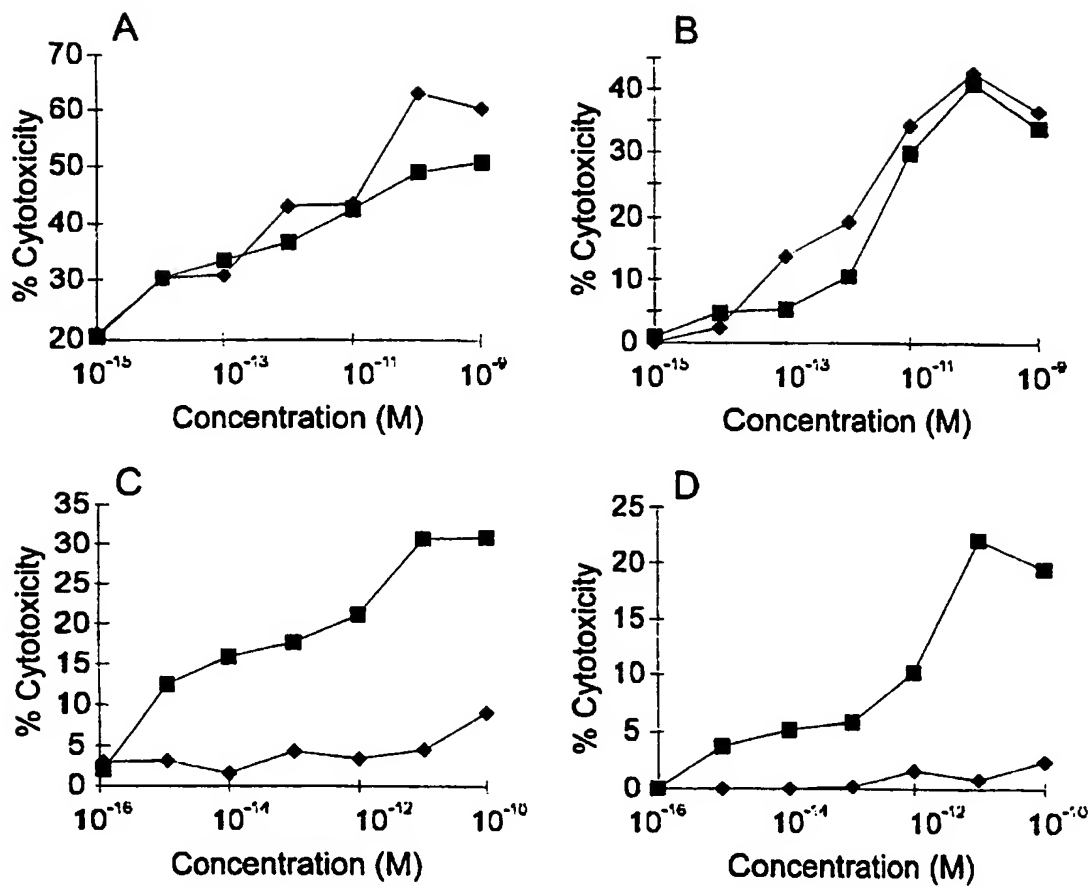 A
% Cytotoxicity
70
60
50
40
30
20
10⁻¹⁵ 10⁻¹³ 10⁻¹¹ 10⁻⁹
Concentration (M)
B
% Cytotoxicity
40
30
20
10
0
10⁻¹⁵ 10⁻¹³ 10⁻¹¹ 10⁻⁹
Concentration (M)
C
% Cytotoxicity
35
30
25
20
15
10
5
0
10⁻¹⁶ 10⁻¹⁴ 10⁻¹² 10⁻¹⁰
Concentration (M)
D
% Cytotoxicity
25
20
15
10
5
0
10⁻¹⁶ 10⁻¹⁴ 10⁻¹² 10⁻¹⁰
Concentration (M)